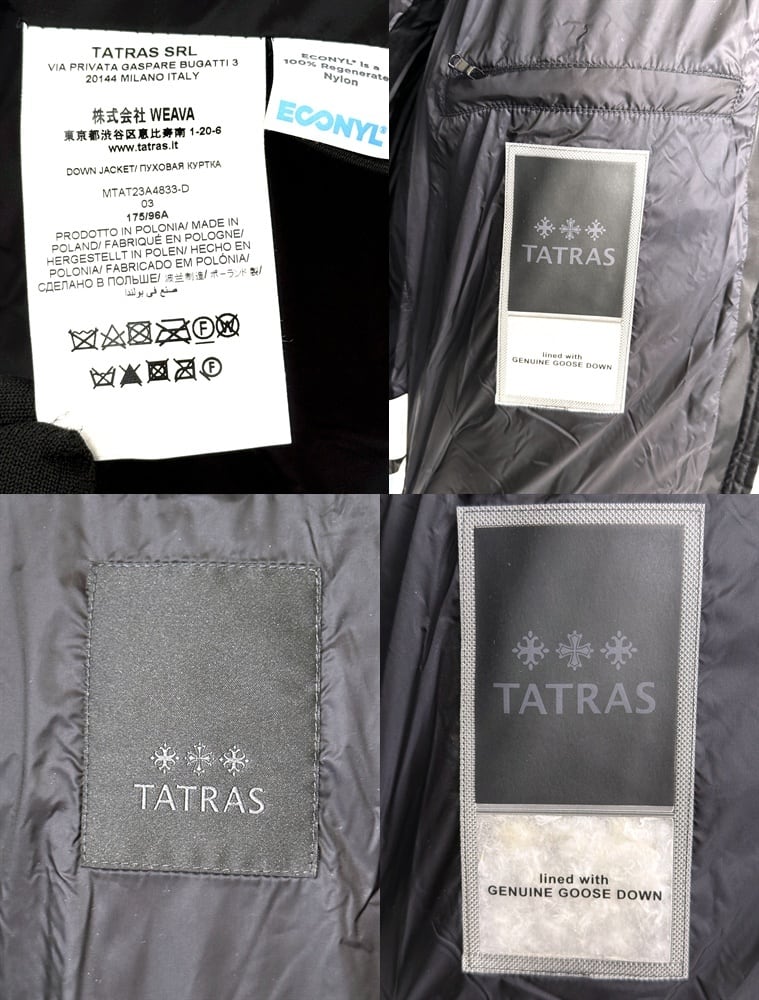 TATRAS SRL
VIA PRIVATA GASPARE BUGATTI 3
20144 MILANO ITALY
株式会社 WEAVA
東京都渋谷区恵比寿南 1-20-6
www.tatras.it
DOWN JACKET/ ПУХОВАЯ КУРТКА
MTAT23A4833-D
03
175/96A
PRODOTTO IN POLONIA/ MADE IN
POLAND/ FABRIQUÉ EN POLOGNE/
HERGESTELLT IN POLEN/ HECHO EN
POLONIA/ FABRICADO EM POLÓNIA/
СДЕЛАНО В ПОЛЬШЕ/ 波兰制造/ ポーランド製/
صنع في بولندا
F W
F
ECONYL® is a
100% Regenerate
Nylon
ECONYL®
TATRAS
lined with
GENUINE GOOSE DOWN
TATRAS
TATRAS
lined with
GENUINE GOOSE DOWN